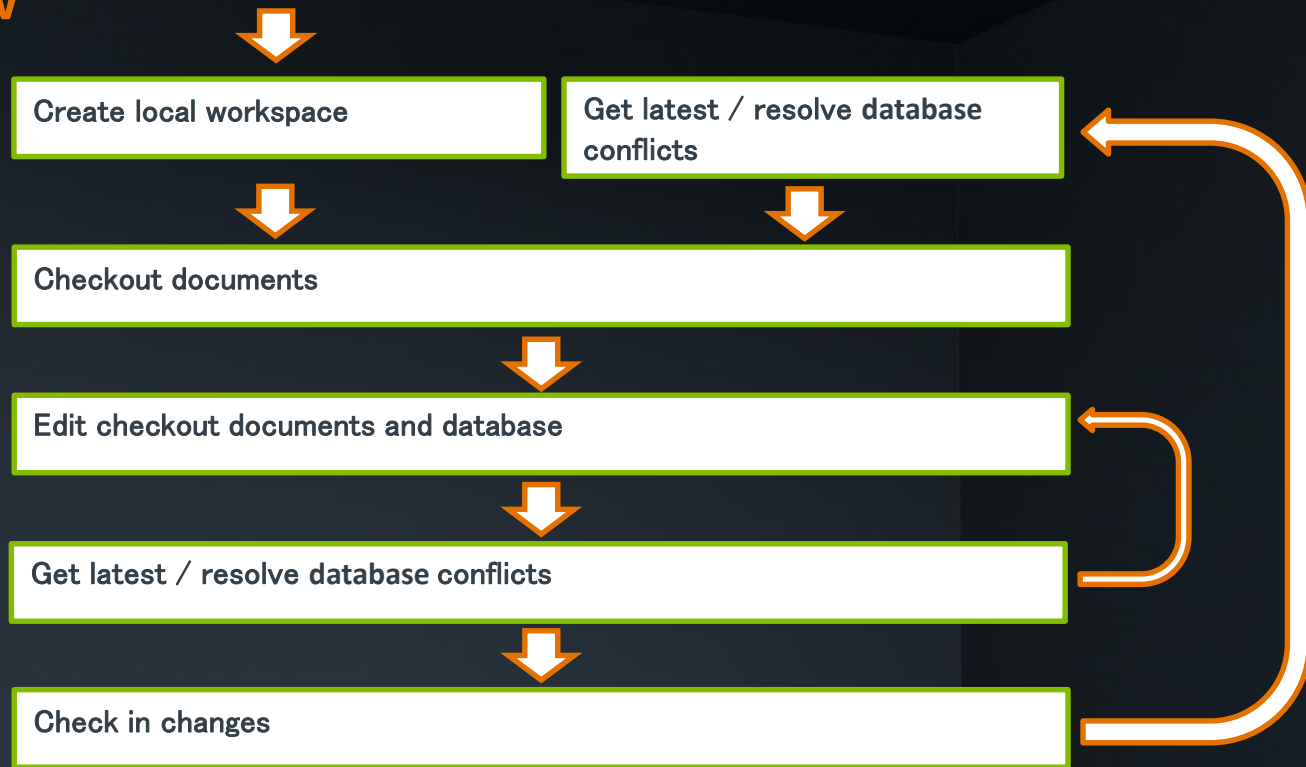 Create local workspace
Get latest / resolve database
conflicts
Checkout documents
Edit checkout documents and database
Get latest / resolve database conflicts
Check in changes